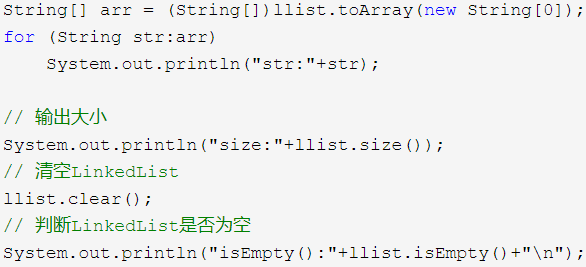 String[] arr = (String[])llist.toArray(new String[0]);
for (String str:arr)
    System.out.println("str:"+str);

// 输出大小
System.out.println("size:"+llist.size());
// 清空LinkedList
llist.clear();
// 判断LinkedList是否为空
System.out.println("isEmpty():"+llist.isEmpty()+"\n");